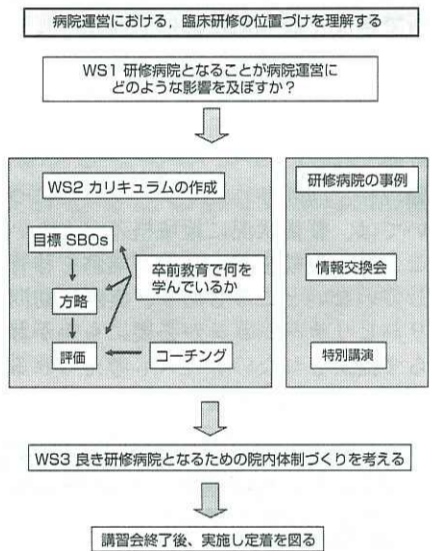 病院運営における，臨床研修の位置づけを理解する
WS1 研修病院となることが病院運営に
どのような影響を及ぼすか？
WS2 カリキュラムの作成
目標 SBOs
方略
評価
卒前教育で何を
学んでいるか
コーチング
研修病院の事例
情報交換会
特別講演
WS3 良き研修病院となるための院内体制づくりを考える
講習会終了後、実施し定着を図る